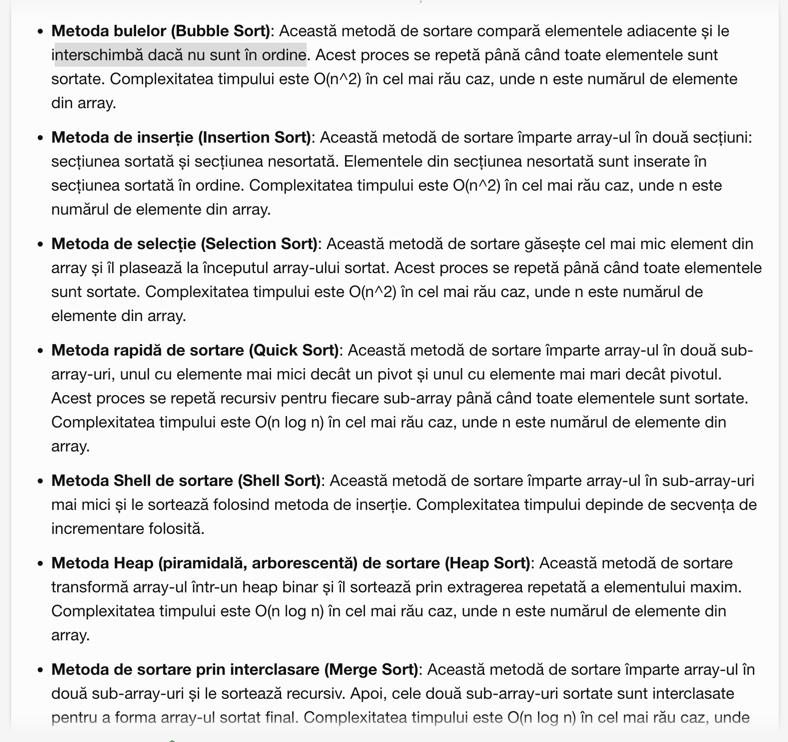 • Metoda bulelor (Bubble Sort): Această metodă de sortare compară elementele adiacente și le
interschimbă dacă nu sunt în ordine. Acest proces se repetă până când toate elementele sunt
sortate. Complexitatea timpului este O(n^2) în cel mai rău caz, unde n este numărul de elemente
din array.
• Metoda de inserție (Insertion Sort): Această metodă de sortare împarte array-ul în două secțiuni:
secțiunea sortată și secțiunea nesortată. Elementele din secțiunea nesortată sunt inserate în
secțiunea sortată în ordine. Complexitatea timpului este O(n^2) în cel mai rău caz, unde n este
numărul de elemente din array.
• Metoda de selecție (Selection Sort): Această metodă de sortare găsește cel mai mic element din
array și îl plasează la începutul array-ului sortat. Acest proces se repetă până când toate elementele
sunt sortate. Complexitatea timpului este O(n^2) în cel mai rău caz, unde n este numărul de
elemente din array.
• Metoda rapidă de sortare (Quick Sort): Această metodă de sortare împarte array-ul în două sub-
array-uri, unul cu elemente mai mici decât un pivot și unul cu elemente mai mari decât pivotul.
Acest proces se repetă recursiv pentru fiecare sub-array până când toate elementele sunt sortate.
Complexitatea timpului este O(n log n) în cel mai rău caz, unde n este numărul de elemente din
array.
• Metoda Shell de sortare (Shell Sort): Această metodă de sortare împarte array-ul în sub-array-uri
mai mici și le sortează folosind metoda de inserție. Complexitatea timpului depinde de secvența de
incrementare folosită.
• Metoda Heap (piramidală, arborescentă) de sortare (Heap Sort): Această metodă de sortare
transformă array-ul într-un heap binar și îl sortează prin extragerea repetată a elementului maxim.
Complexitatea timpului este O(n log n) în cel mai rău caz, unde n este numărul de elemente din
array.
• Metoda de sortare prin interclasare (Merge Sort): Această metodă de sortare împarte array-ul în
două sub-array-uri și le sortează recursiv. Apoi, cele două sub-array-uri sortate sunt interclasate
pentru a forma array-ul sortat final. Complexitatea timpului este O(n log n) în cel mai rău caz, unde